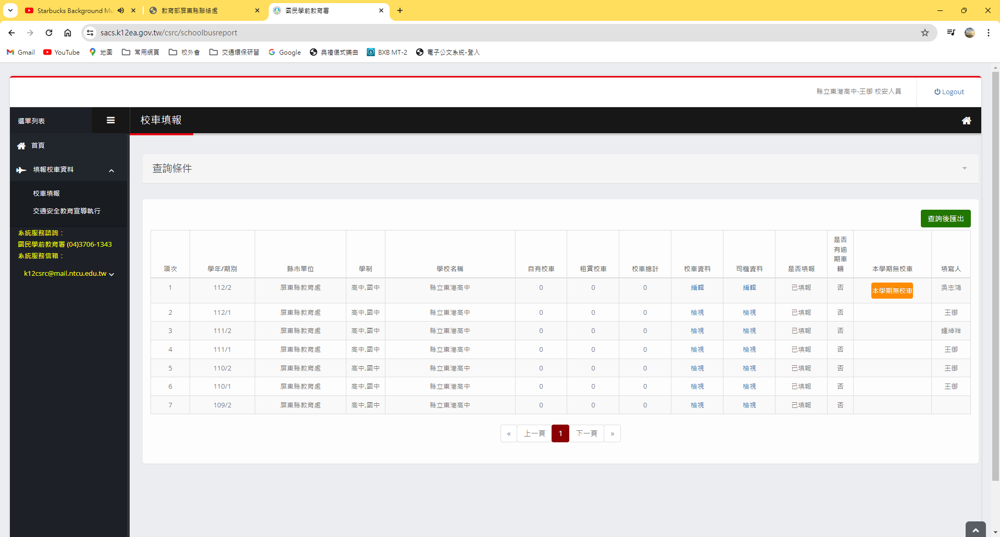 Starbucks Background Mu
教育部屏東縣聯絡處
國民學前教育署
sacs.k12ea.gov.tw/csrc/schoolbusreport
Gmail YouTube 地圖 常用網頁 校外會 交通環保研習 Google 典禮儀式樂曲 BXB MT-2 電子公文系統-登入
縣立東港高中-王御 校安人員 Logout
選單列表
校車填報
首頁
填報校車資料
校車填報
交通安全教育宣導執行
系統服務諮詢：
國民學前教育署 (04)3706-1343
系統服務信箱：
k12csrc@mail.ntcu.edu.tw
查詢條件
查詢後匯出
項次 學年/期別 縣市單位 學制 學校名稱 自有校車 租賃校車 校車總計 校車資料 司機資料 是否填報 是否有逾期車輛 本學期無校車 填寫人
1 112/2 屏東縣教育處 高中,國中 縣立東港高中 0 0 0 編輯 編輯 已填報 否 本學期無校車 吳志鴻
2 112/1 屏東縣教育處 高中,國中 縣立東港高中 0 0 0 檢視 檢視 已填報 否 王御
3 111/2 屏東縣教育處 高中,國中 縣立東港高中 0 0 0 檢視 檢視 已填報 否 鍾坤祥
4 111/1 屏東縣教育處 高中,國中 縣立東港高中 0 0 0 檢視 檢視 已填報 否 王御
5 110/2 屏東縣教育處 高中,國中 縣立東港高中 0 0 0 檢視 檢視 已填報 否 王御
6 110/1 屏東縣教育處 高中,國中 縣立東港高中 0 0 0 檢視 檢視 已填報 否 王御
7 109/2 屏東縣教育處 高中,國中 縣立東港高中 0 0 0 檢視 檢視 已填報 否
« 上一頁 1 下一頁 »